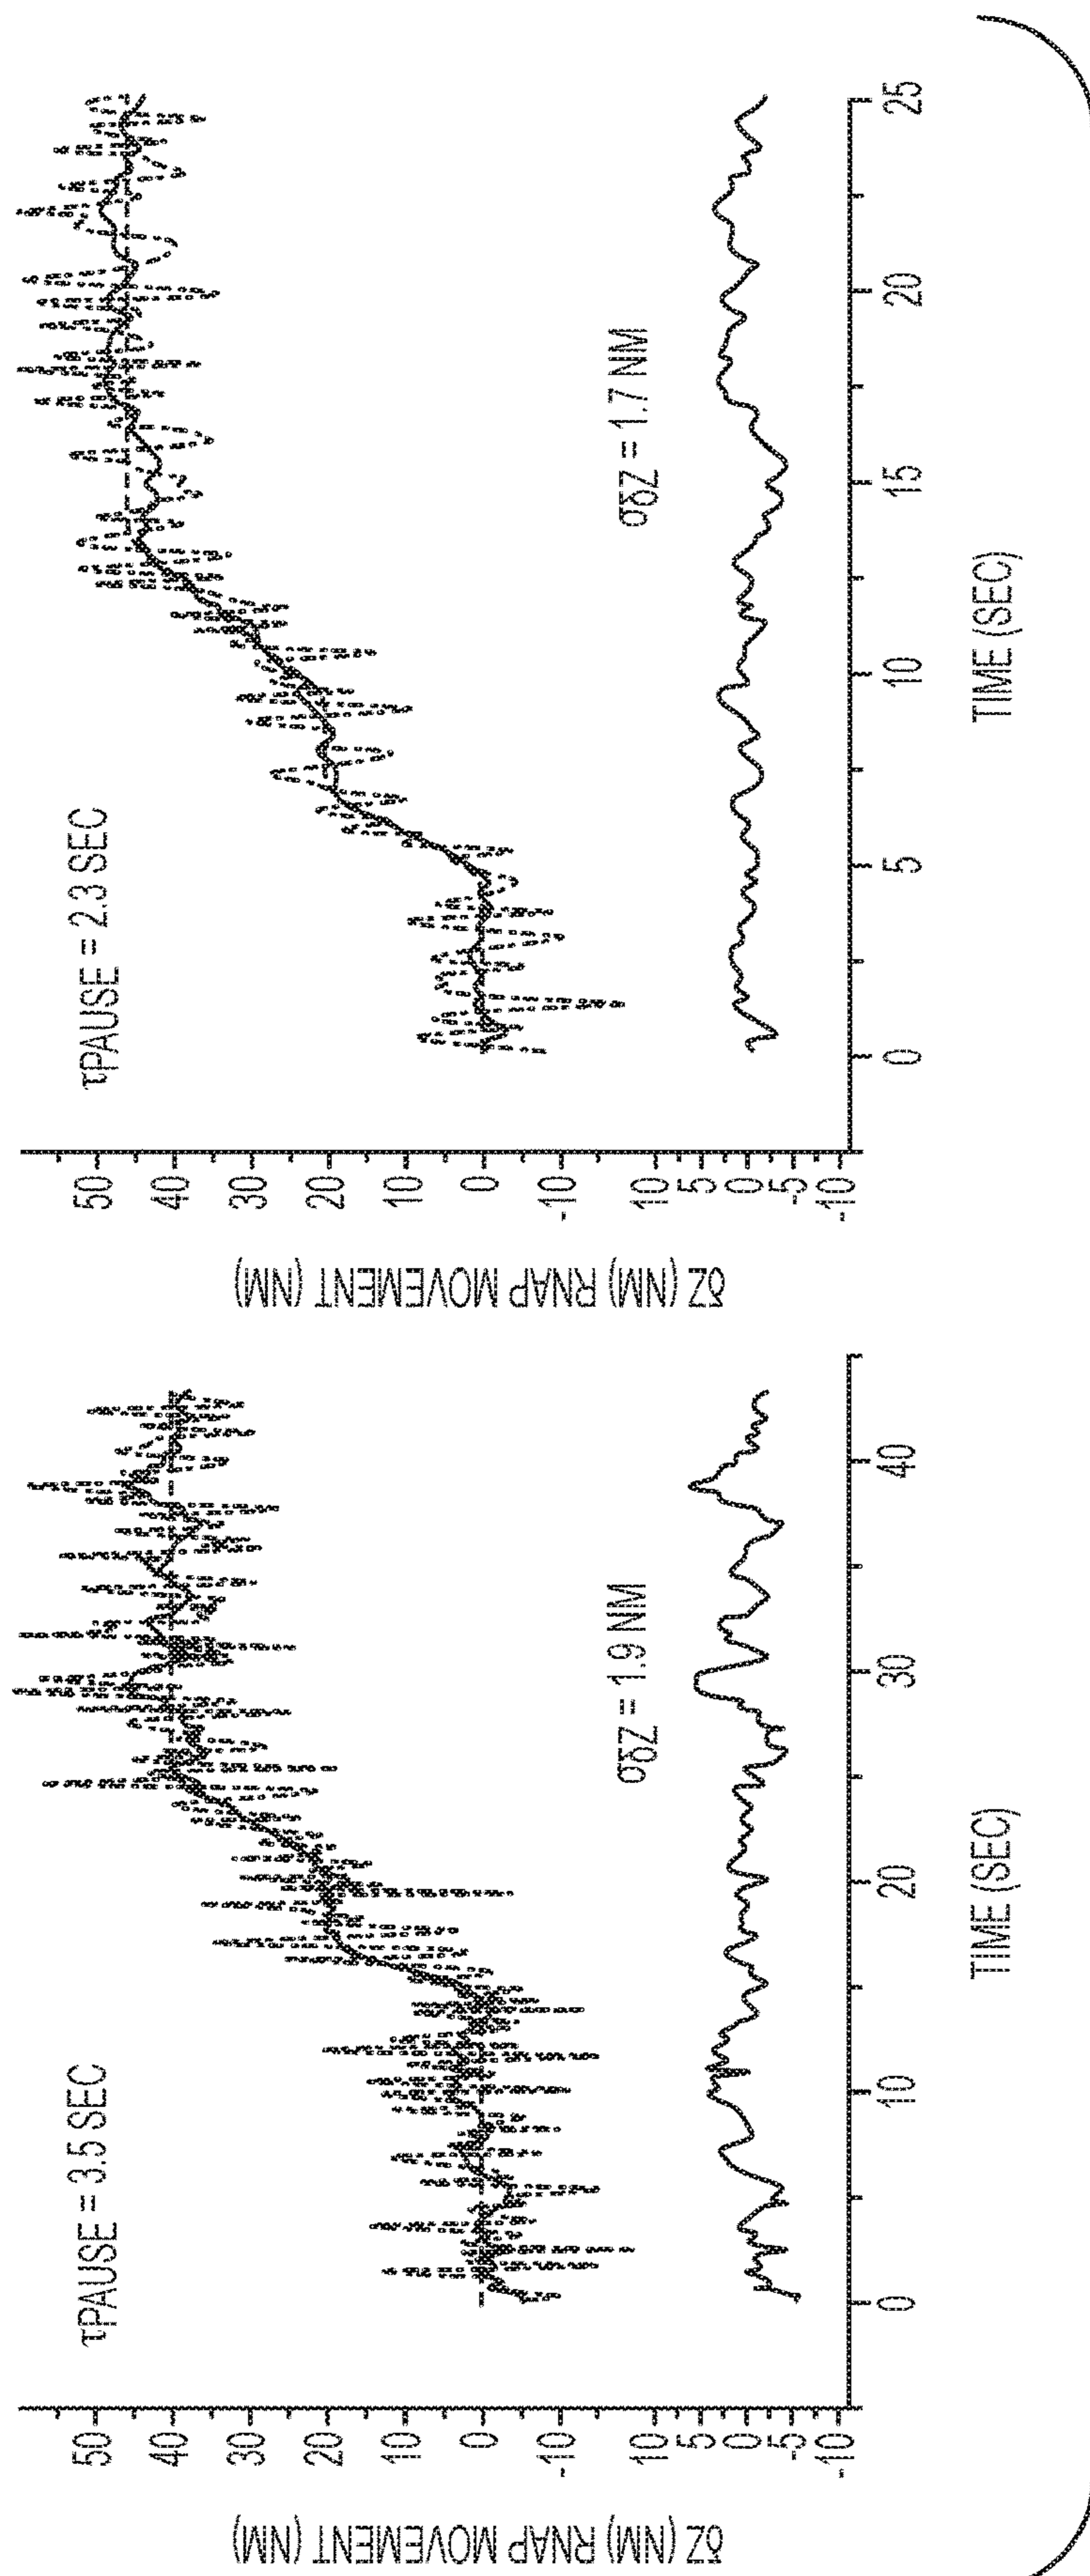 τPAUSE = 3.5 SEC
50
40
30
20
10
0
-10
σδZ = 1.9 NM
10
5
0
-5
-10
δZ (NM) RNAP MOVEMENT (NM)
0 10 20 30 40
TIME (SEC)
τPAUSE = 2.3 SEC
50
40
30
20
10
0
-10
σδZ = 1.7 NM
10
5
0
-5
-10
δZ (NM) RNAP MOVEMENT (NM)
0 5 10 15 20 25
TIME (SEC)